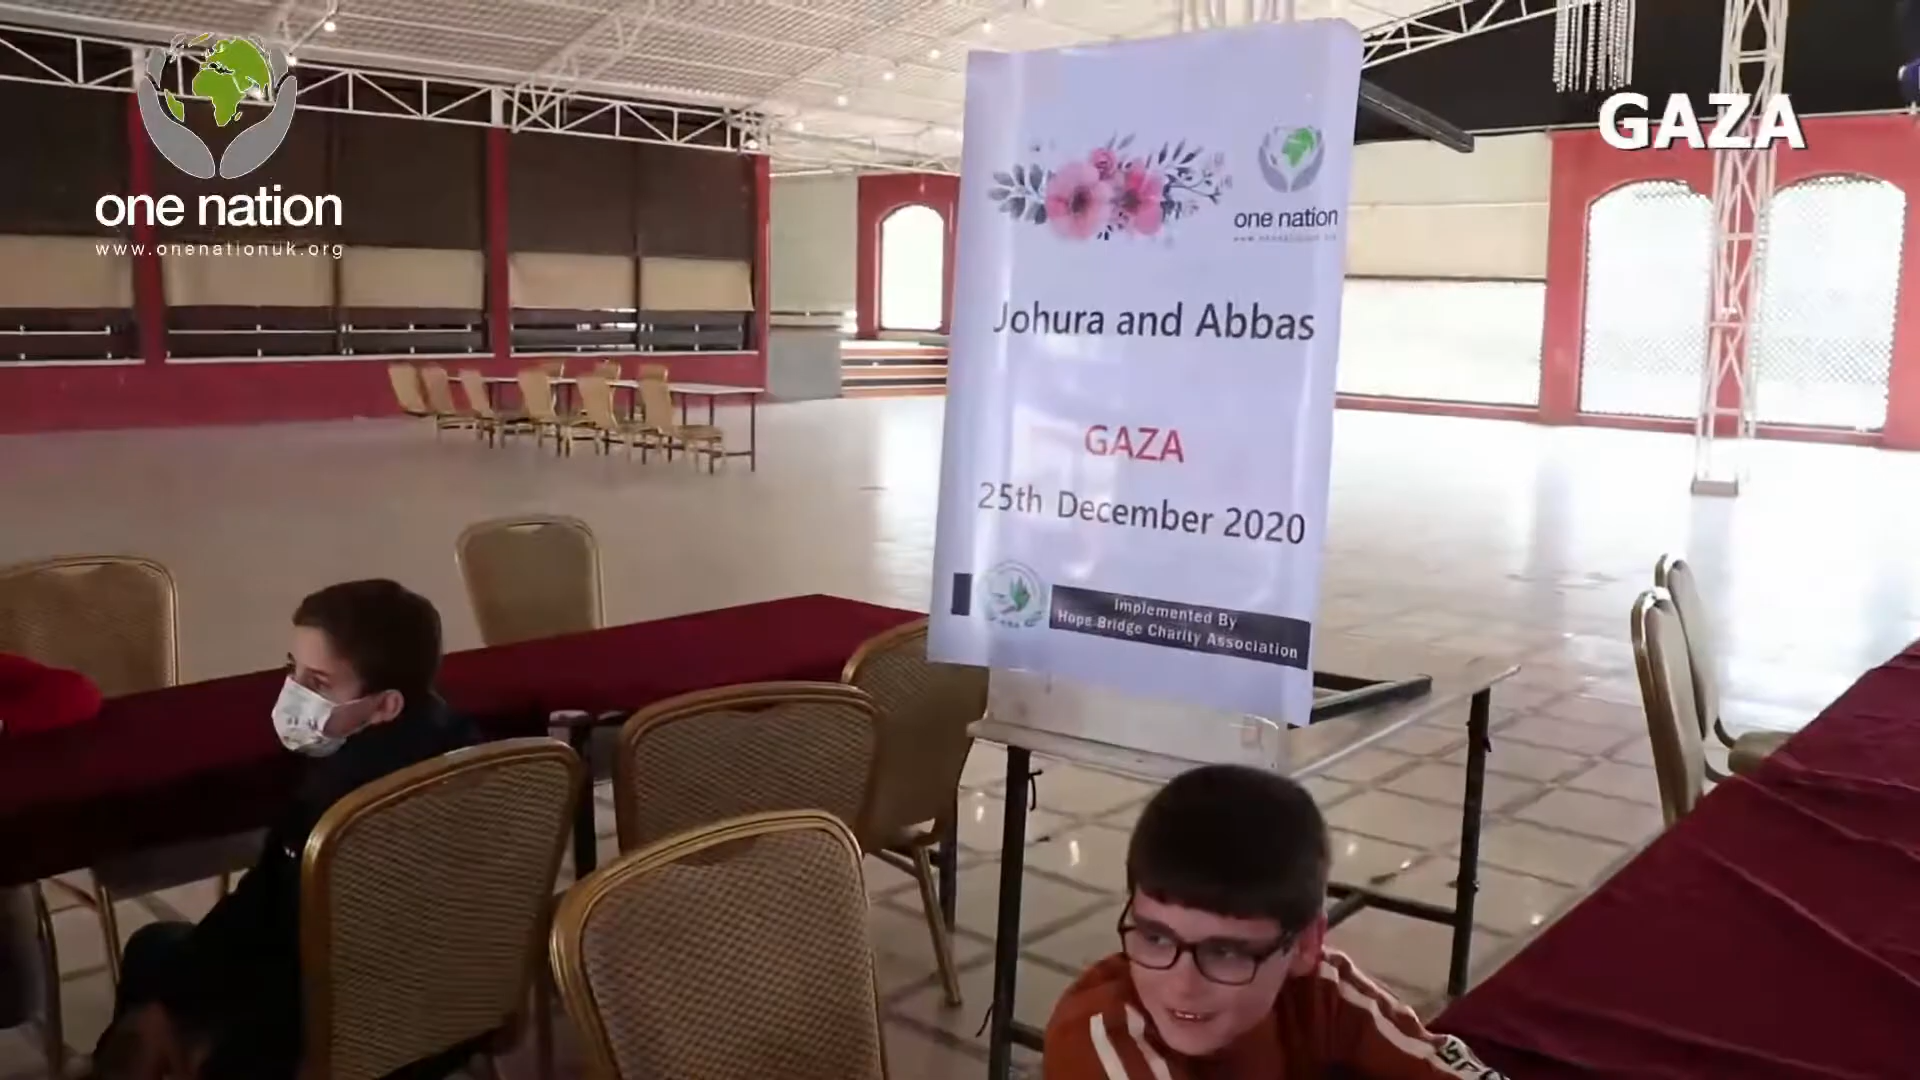 one nation
www.onenationuk.org
GAZA
one nation
Johura and Abbas
GAZA
25th December 2020
Implemented By
Hope Bridge Charity Association